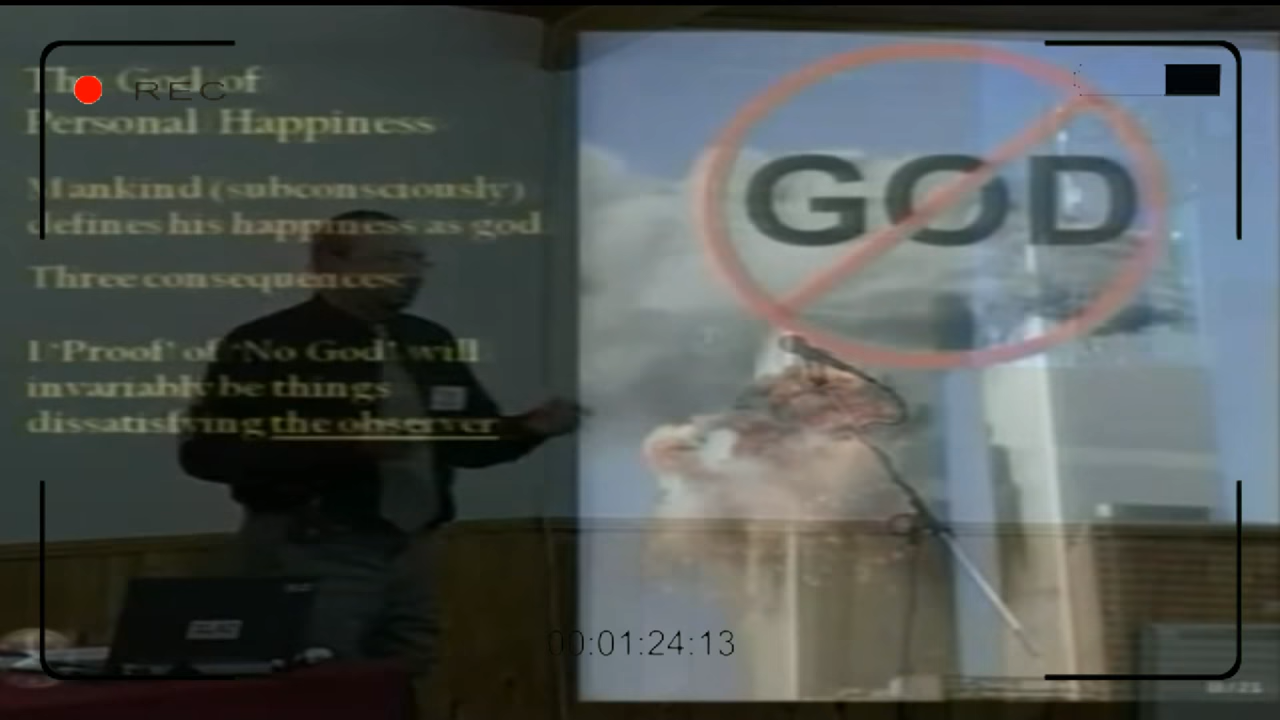 The God of
REC
Personal Happiness
Mankind (subconsciously)
defines his happiness as god
Three consequences
1 'Proof' of 'No God' will
invariably be things
dissatisfying the observer
GOD
00:01:24:13